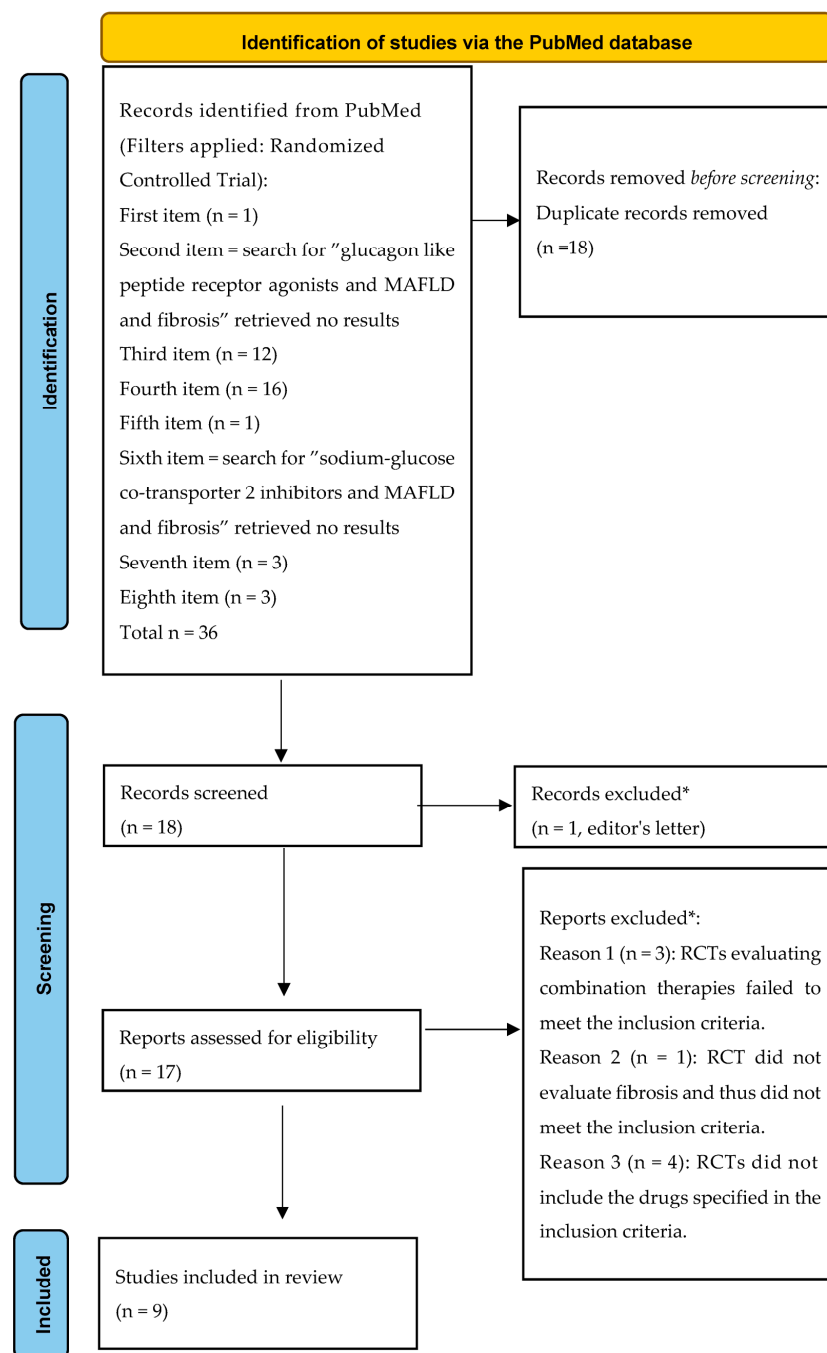 Identification of studies via the PubMed database
Identification
Records identified from PubMed
(Filters applied: Randomized
Controlled Trial):
First item (n = 1)
Second item = search for ”glucagon like
peptide receptor agonists and MAFLD
and fibrosis” retrieved no results
Third item (n = 12)
Fourth item (n = 16)
Fifth item (n = 1)
Sixth item = search for ”sodium-glucose
co-transporter 2 inhibitors and MAFLD
and fibrosis” retrieved no results
Seventh item (n = 3)
Eighth item (n = 3)
Total n = 36
Records removed before screening:
Duplicate records removed
(n =18)
Screening
Records screened
(n = 18)
Records excluded*
(n = 1, editor's letter)
Reports assessed for eligibility
(n = 17)
Reports excluded*:
Reason 1 (n = 3): RCTs evaluating
combination therapies failed to
meet the inclusion criteria.
Reason 2 (n = 1): RCT did not
evaluate fibrosis and thus did not
meet the inclusion criteria.
Reason 3 (n = 4): RCTs did not
include the drugs specified in the
inclusion criteria.
Included
Studies included in review
(n = 9)